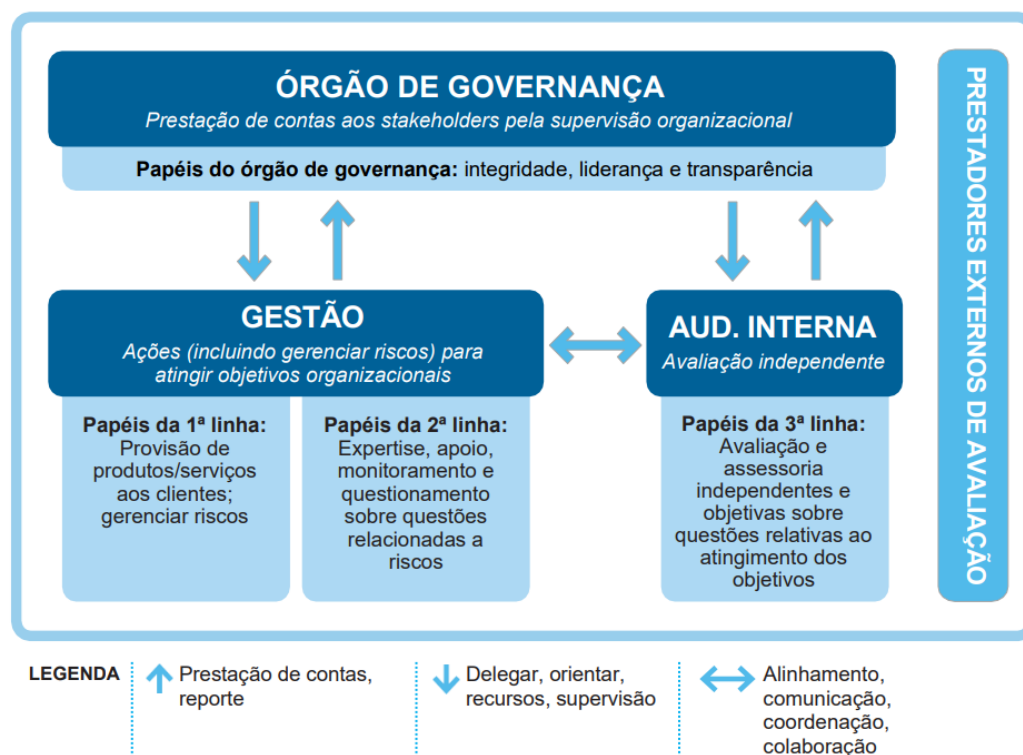 ÓRGÃO DE GOVERNANÇA
Prestação de contas aos stakeholders pela supervisão organizacional
Papéis do órgão de governança: integridade, liderança e transparência
GESTÃO
Ações (incluindo gerenciar riscos) para
atingir objetivos organizacionais
Papéis da 1ª linha:
Provisão de
produtos/serviços
aos clientes;
gerenciar riscos
Papéis da 2ª linha:
Expertise, apoio,
monitoramento e
questionamento
sobre questões
relacionadas a
riscos
AUD. INTERNA
Avaliação independente
Papéis da 3ª linha:
Avaliação e
assessoria
independentes e
objetivas sobre
questões relativas ao
atingimento dos
objetivos
PRESTADORES EXTERNOS DE AVALIAÇÃO
LEGENDA
Prestação de contas,
reporte
Delegar, orientar,
recursos, supervisão
Alinhamento,
comunicação,
coordenação,
colaboração